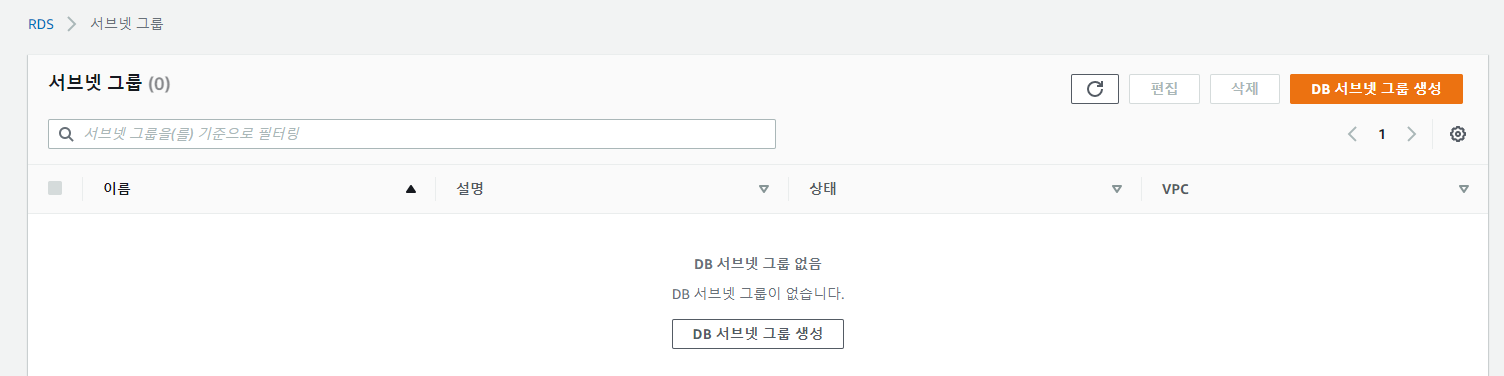 RDS 서브넷 그룹
서브넷 그룹 (0)
편집 삭제 DB 서브넷 그룹 생성
서브넷 그룹을(를) 기준으로 필터링
1
이름 설명 상태 VPC
DB 서브넷 그룹 없음
DB 서브넷 그룹이 없습니다.
DB 서브넷 그룹 생성